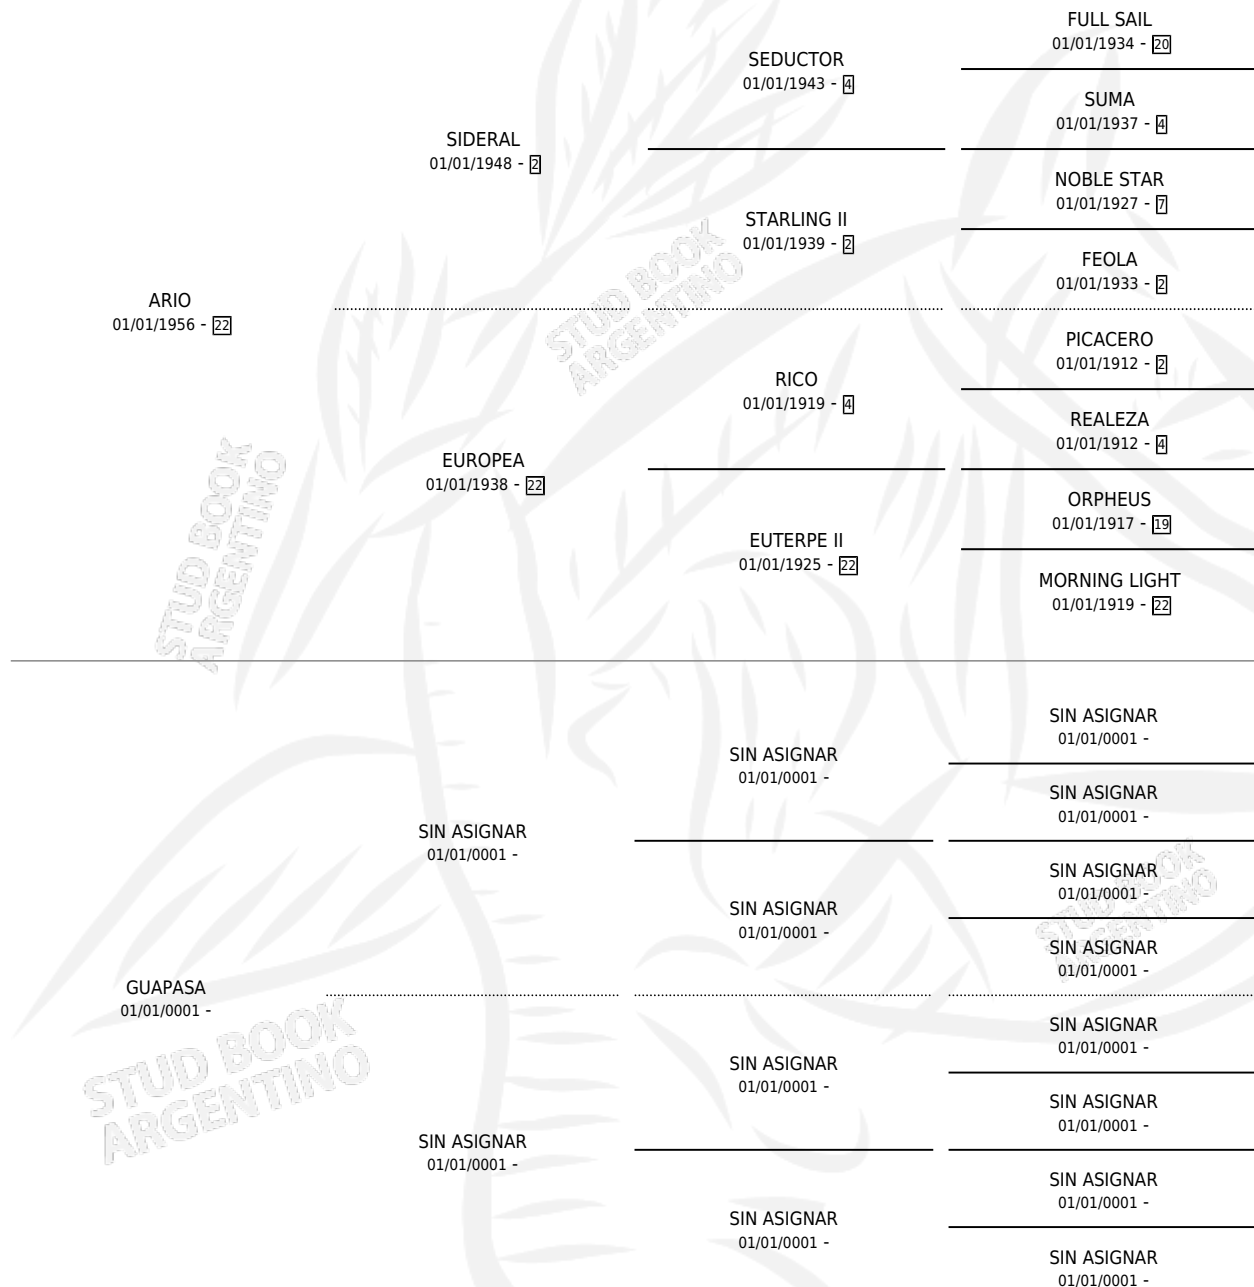 FULL SAIL
01/01/1934 - 20
SEDUCTOR
01/01/1943 - 4
SUMA
01/01/1937 - 4
SIDERAL
01/01/1948 - 2
NOBLE STAR
01/01/1927 - 7
STARLING II
01/01/1939 - 2
FEOLA
01/01/1933 - 2
ARIO
01/01/1956 - 22
PICACERO
01/01/1912 - 2
RICO
01/01/1919 - 4
REALEZA
01/01/1912 - 4
EUROPEA
01/01/1938 - 22
ORPHEUS
01/01/1917 - 19
EUTERPE II
01/01/1925 - 22
MORNING LIGHT
01/01/1919 - 22
SIN ASIGNAR
01/01/0001 -
SIN ASIGNAR
01/01/0001 -
SIN ASIGNAR
01/01/0001 -
SIN ASIGNAR
01/01/0001 -
SIN ASIGNAR
01/01/0001 -
SIN ASIGNAR
01/01/0001 -
SIN ASIGNAR
01/01/0001 -
GUAPASA
01/01/0001 -
SIN ASIGNAR
01/01/0001 -
SIN ASIGNAR
01/01/0001 -
SIN ASIGNAR
01/01/0001 -
SIN ASIGNAR
01/01/0001 -
SIN ASIGNAR
01/01/0001 -
SIN ASIGNAR
01/01/0001 -
SIN ASIGNAR
01/01/0001 -
STUD BOOK
ARGENTINO
STUD BOOK
ARGENTINO
STUD BOOK
ARGENTINO
STUD BOOK
ARGENTINO